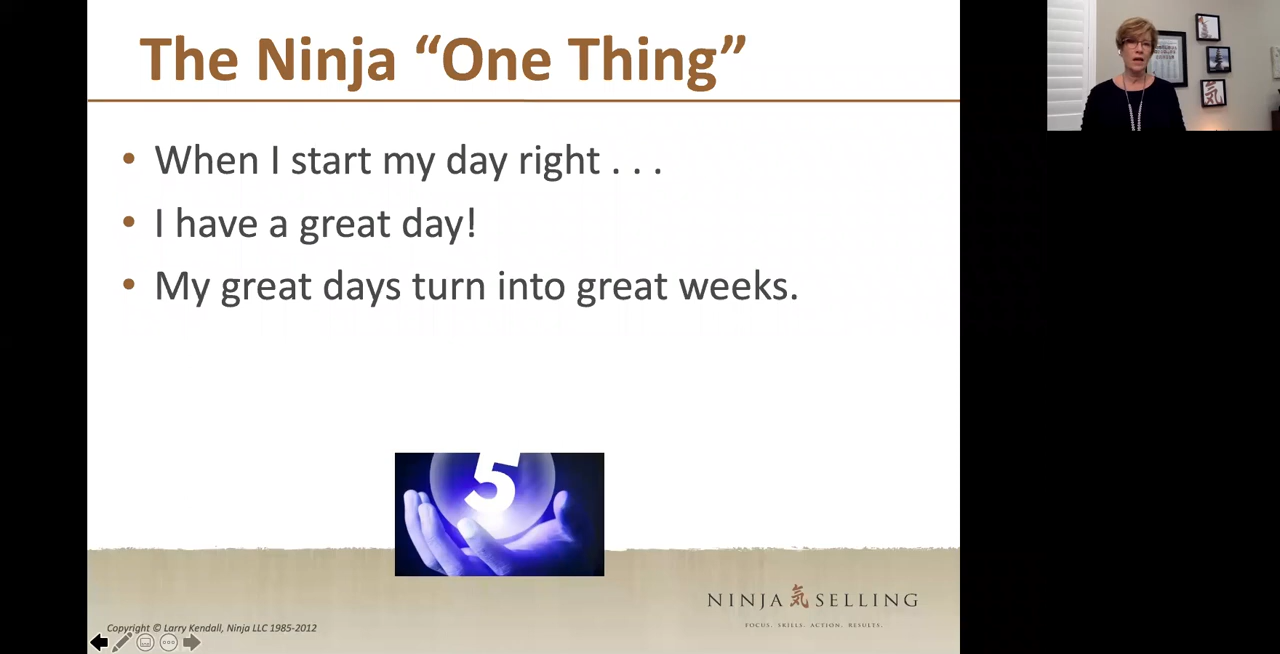 The Ninja “One Thing”
• When I start my day right . . .
• I have a great day!
• My great days turn into great weeks.
5
NINJA 気 SELLING
FOCUS. SKILLS. ACTION. RESULTS.
Copyright © Larry Kendall, Ninja LLC 1985-2012
気